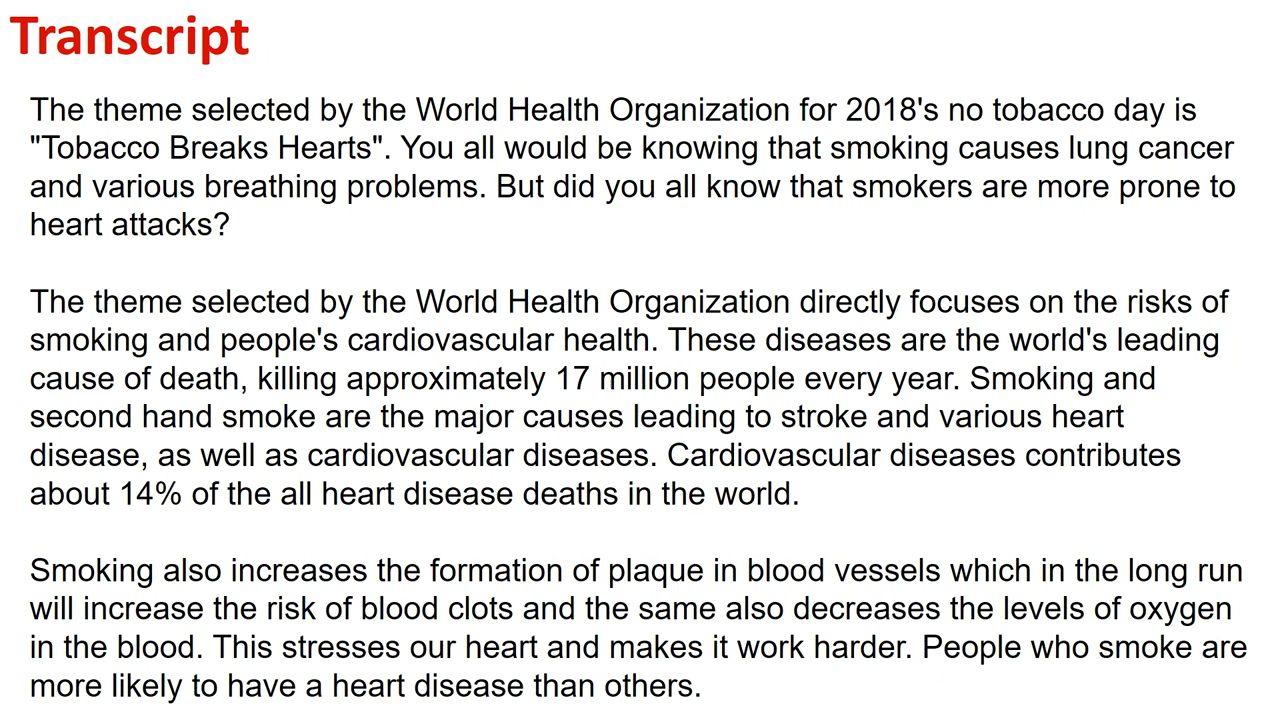 Transcript
The theme selected by the World Health Organization for 2018's no tobacco day is
"Tobacco Breaks Hearts". You all would be knowing that smoking causes lung cancer
and various breathing problems. But did you all know that smokers are more prone to
heart attacks?
The theme selected by the World Health Organization directly focuses on the risks of
smoking and people's cardiovascular health. These diseases are the world's leading
cause of death, killing approximately 17 million people every year. Smoking and
second hand smoke are the major causes leading to stroke and various heart
disease, as well as cardiovascular diseases. Cardiovascular diseases contributes
about 14% of the all heart disease deaths in the world.
Smoking also increases the formation of plaque in blood vessels which in the long run
will increase the risk of blood clots and the same also decreases the levels of oxygen
in the blood. This stresses our heart and makes it work harder. People who smoke are
more likely to have a heart disease than others.